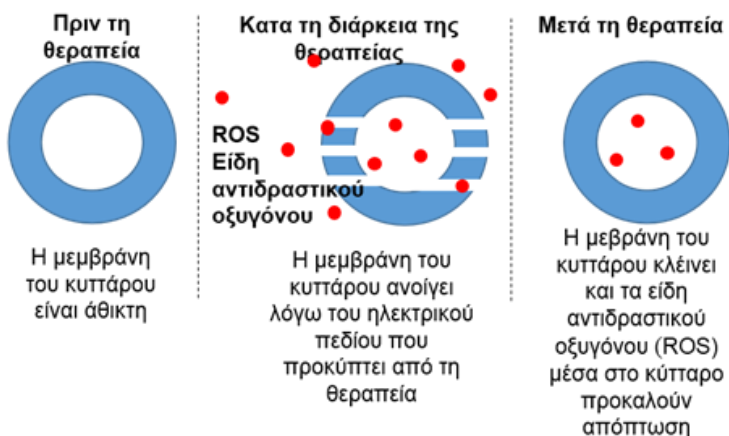 Πριν τη
θεραπεία
Η μεμβράνη
του κυττάρου
είναι άθικτη
Κατα τη διάρκεια της
θεραπείας
ROS
Είδη
αντιδραστικού
οξυγόνου
Η μεμβράνη του
κυττάρου ανοίγει
λόγω του ηλεκτρικού
πεδίου που
προκύπτει από τη
θεραπεία
Μετά τη θεραπεία
Η μεβράνη του
κυττάρου κλέινει
και τα είδη
αντιδραστικού
οξυγόνου (ROS)
μέσα στο κύτταρο
προκαλούν
απόπτωση